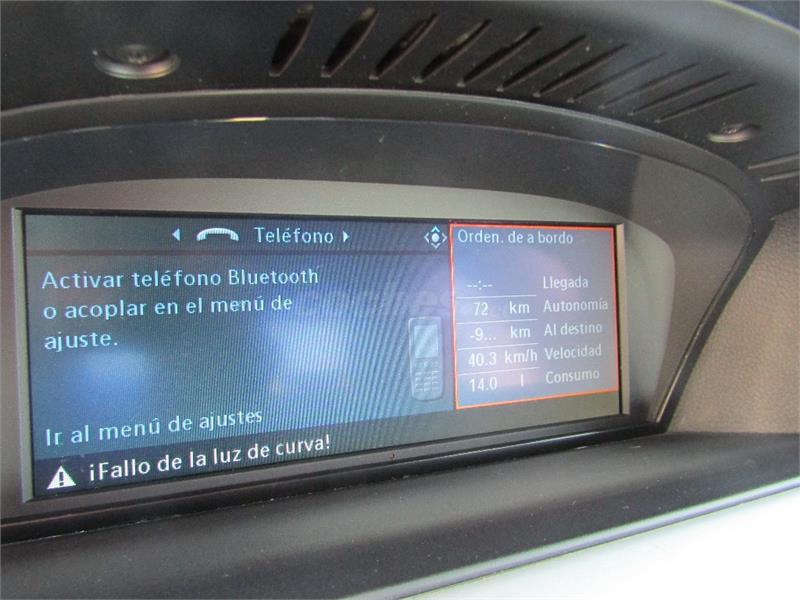 Teléfono
Activar teléfono Bluetooth
o acoplar en el menú de
ajuste.
Ir al menú de ajustes
¡Fallo de la luz de curva!
Orden. de a bordo
--:-- Llegada
72 km Autonomía
-9... km Al destino
40.3 km/h Velocidad
14.0 l Consumo